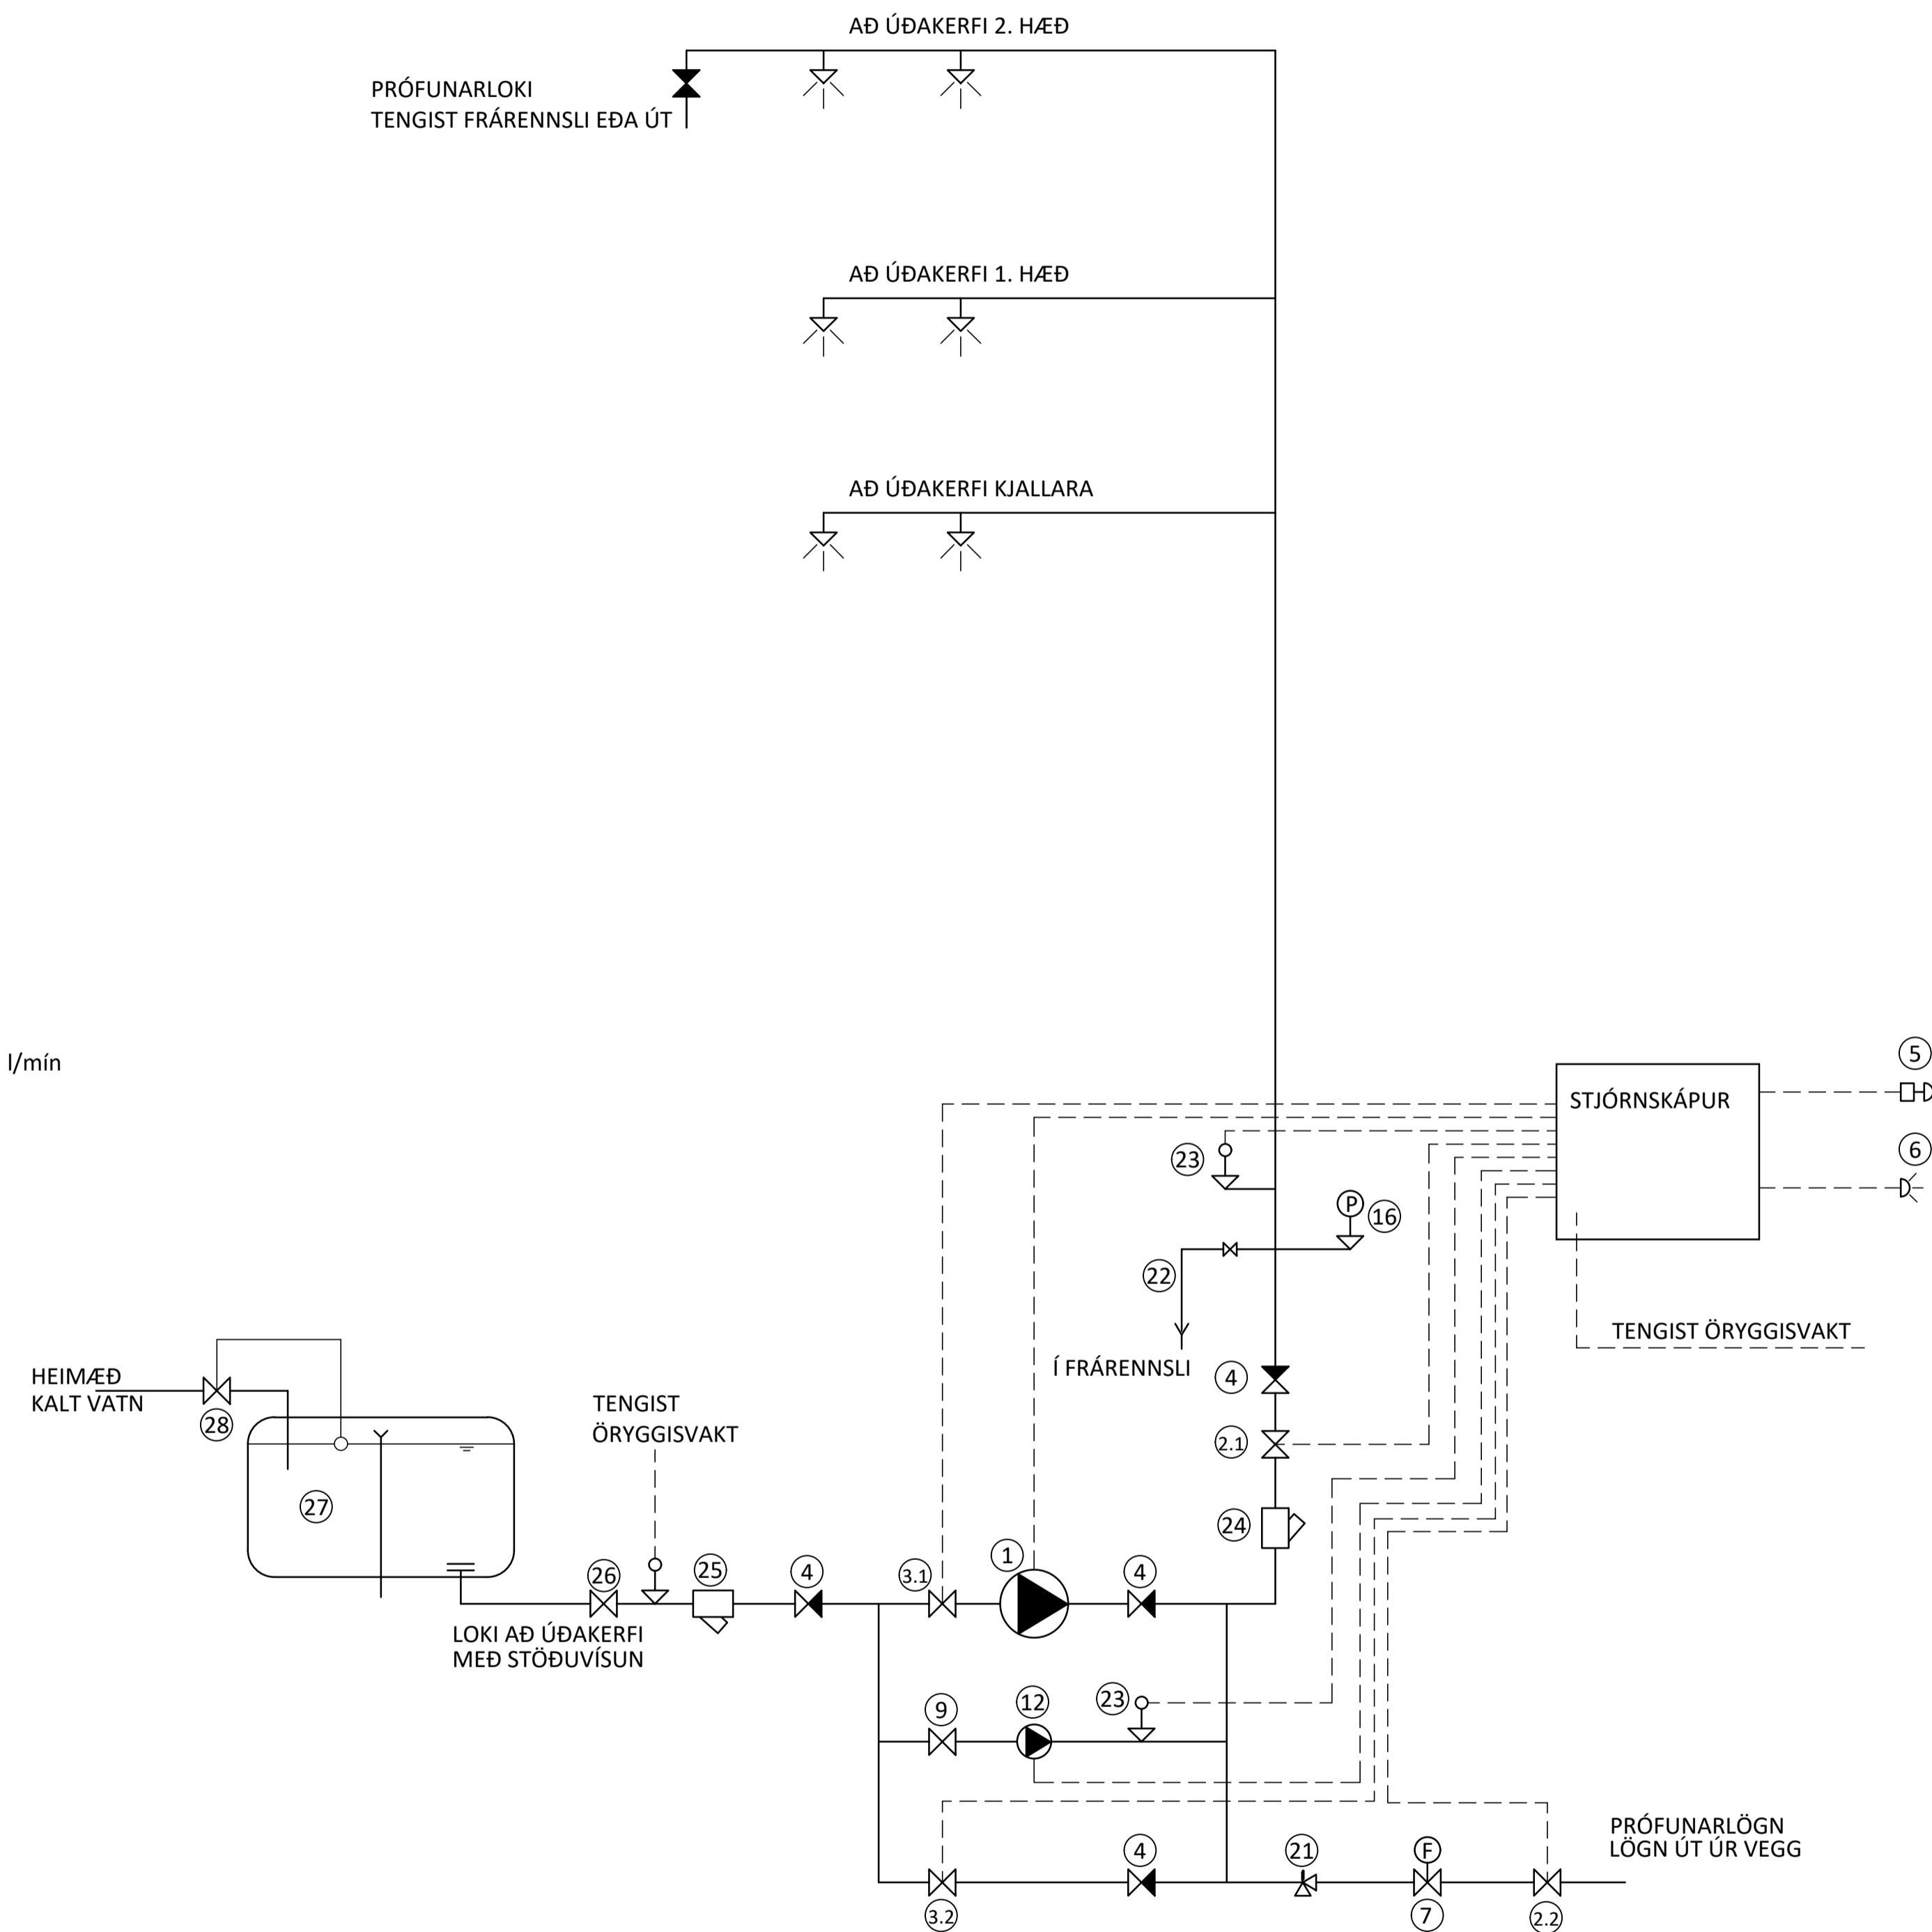 AÐ ÚÐAKERFI 2. HÆÐ
PRÓFUNARLOKI
TENGIST FRÁRENNSLI EÐA ÚT
AÐ ÚÐAKERFI 1. HÆÐ
AÐ ÚÐAKERFI KJALLARA
l/mín
5
STJÓRNSKÁPUR
6
23
P
16
22
TENGIST ÖRYGGISVAKT
Í FRÁRENNSLI
4
HEIMÆÐ
KALT VATN
28
TENGIST
ÖRYGGISVAKT
2.1
27
24
26
25
4
3.1
1
4
LOKI AÐ ÚÐAKERFI
MEÐ STÖÐUVÍSUN
9
12
23
PRÓFUNARLÖGN
LÖGN ÚT ÚR VEGG
4
21
F
3.2
7
2.2